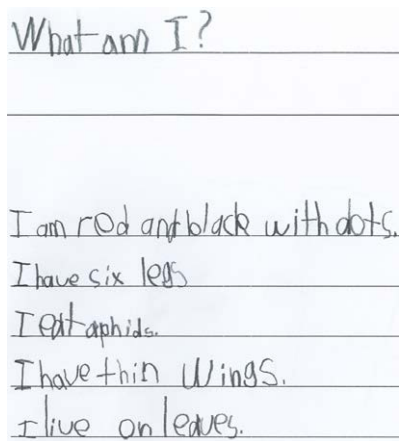 What am I?
I am red and black with dots.
I have six legs
I eat aphids.
I have thin wings.
I live on leaves.